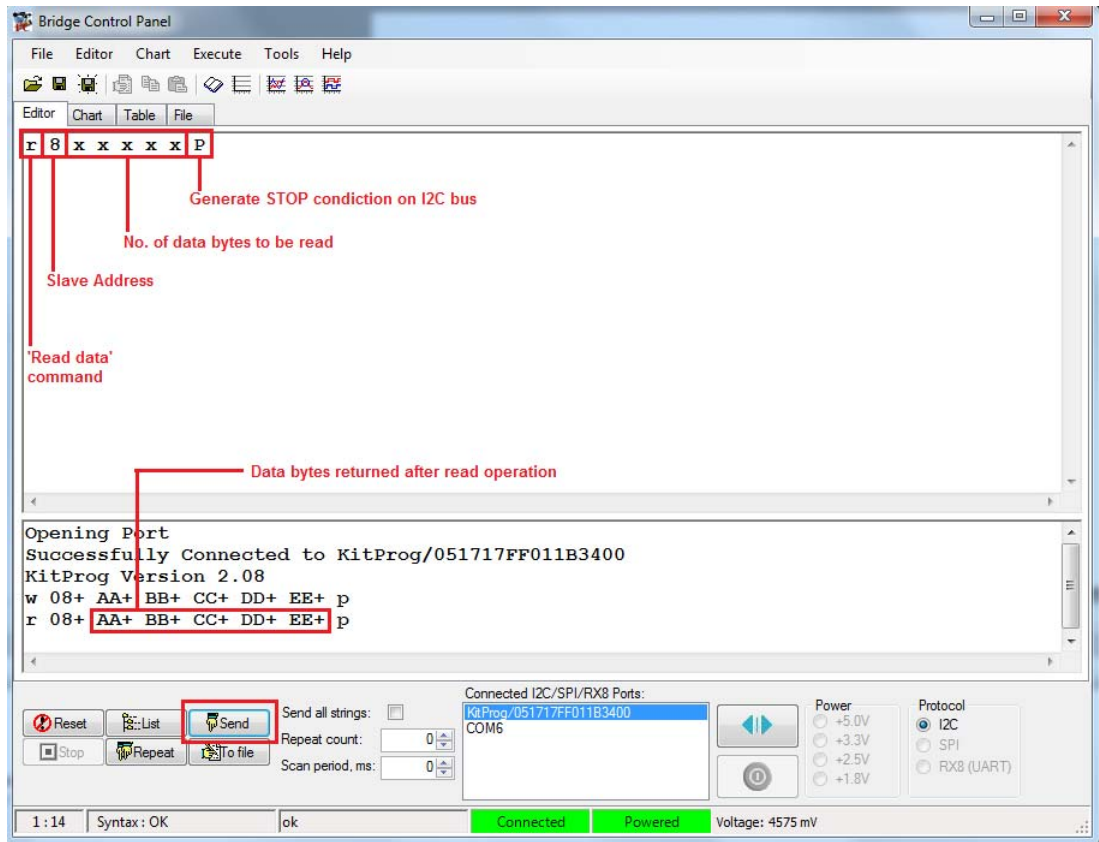 Bridge Control Panel
File Editor Chart Execute Tools Help
Editor Chart Table File
r 8 x x x x x P
Generate STOP condiction on I2C bus
No. of data bytes to be read
Slave Address
'Read data'
command
Data bytes returned after read operation
Opening Port
Successfully Connected to KitProg/051717FF011B3400
KitProg Version 2.08
w 08+ AA+ BB+ CC+ DD+ EE+ p
r 08+ AA+ BB+ CC+ DD+ EE+ p
Connected I2C/SPI/RX8 Ports:
Reset List Send Send all strings: KitProg/051717FF011B3400 Power Protocol
COM6 +5.0V I2C
Stop Repeat To file Repeat count: 0 +3.3V SPI
Scan period, ms: 0 +2.5V RX8 (UART)
+1.8V
1:14 Syntax: OK ok Connected Powered Voltage: 4575 mV